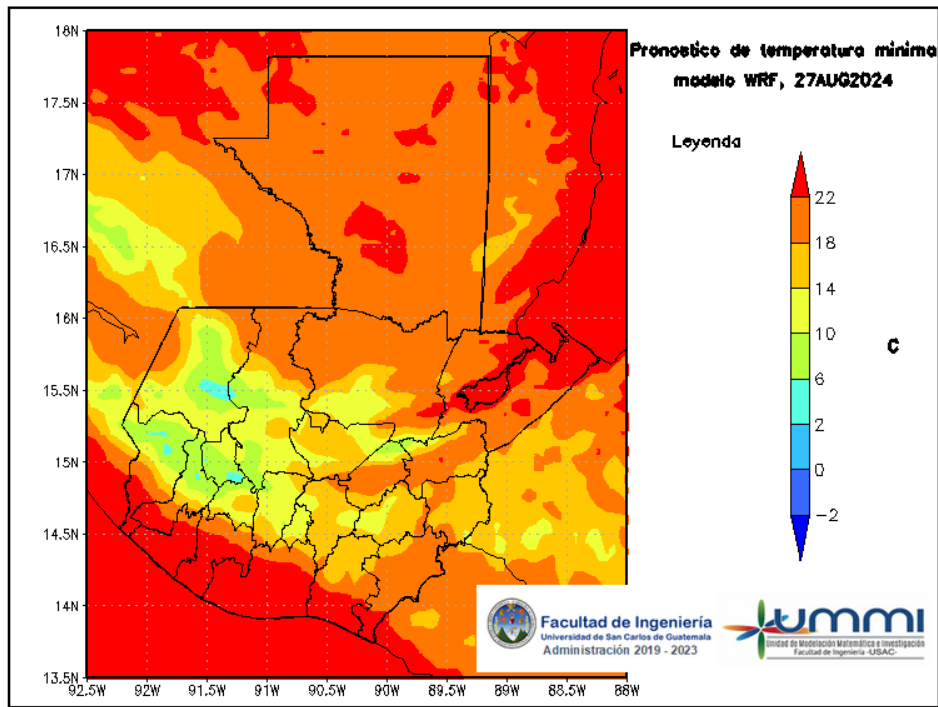 Pronostico de temperatura minima
modelo WRF, 27AUG2024
Leyenda
22
18
14
10
6
2
0
−2
C
18N
17.5N
17N
16.5N
16N
15.5N
15N
14.5N
14N
13.5N
92.5W
92W
91.5W
91W
90.5W
90W
89.5W
89W
88.5W
88W
Facultad de Ingeniería
Universidad de San Carlos de Guatemala
Administración 2019 - 2023
UMMI
Unidad de Modelación Matemática e Investigación
Facultad de Ingeniería -USAC-